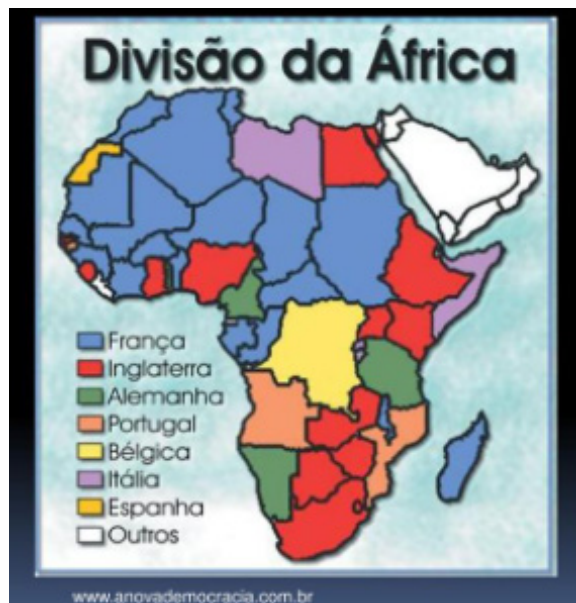 Divisão da África
França
Inglaterra
Alemanha
Portugal
Bélgica
Itália
Espanha
Outros
www.anovademocracia.com.br